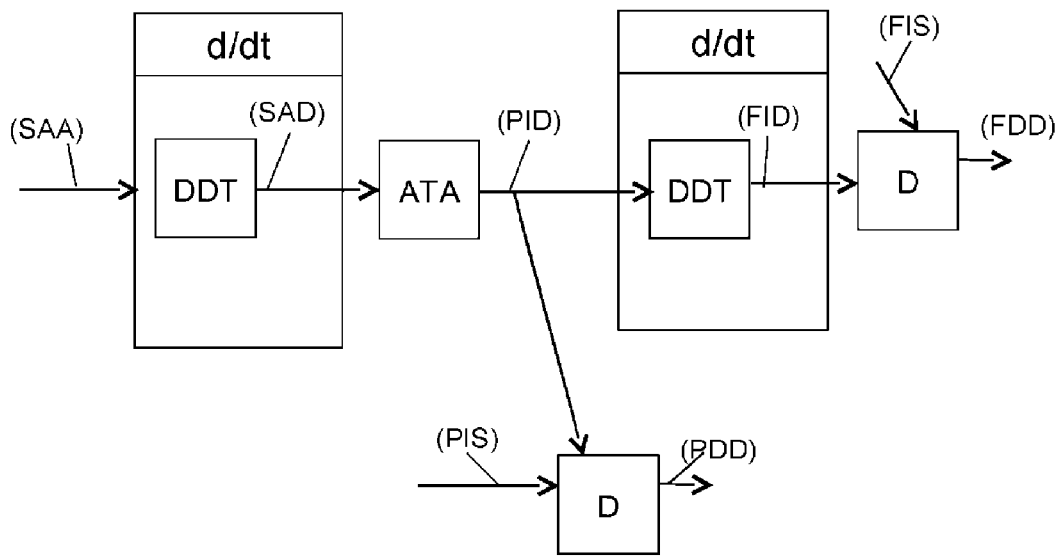 d/dt
d/dt
(FIS)
(SAA)
(SAD)
(PID)
(FID)
(FDD)
DDT
ATA
DDT
D
(PIS)
(PDD)
D